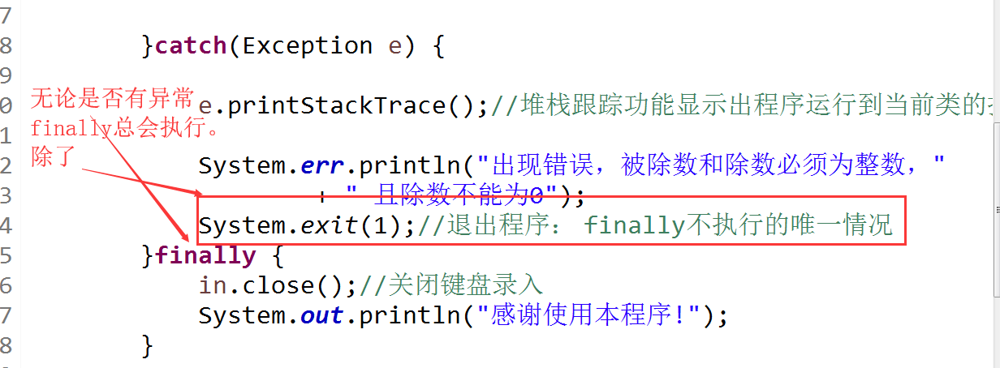 7
8 }catch(Exception e) {
9
无论是否有异常
0 e.printStackTrace();//堆栈跟踪功能显示出程序运行到当前类的
1 finally总会执行。
除了
2 System.err.println("出现错误，被除数和除数必须为整数，"
3 + " 且除数不能为0");
4 System.exit(1);//退出程序： finally不执行的唯一情况
5 }finally {
6 in.close();//关闭键盘录入
7 System.out.println("感谢使用本程序!");
8 }